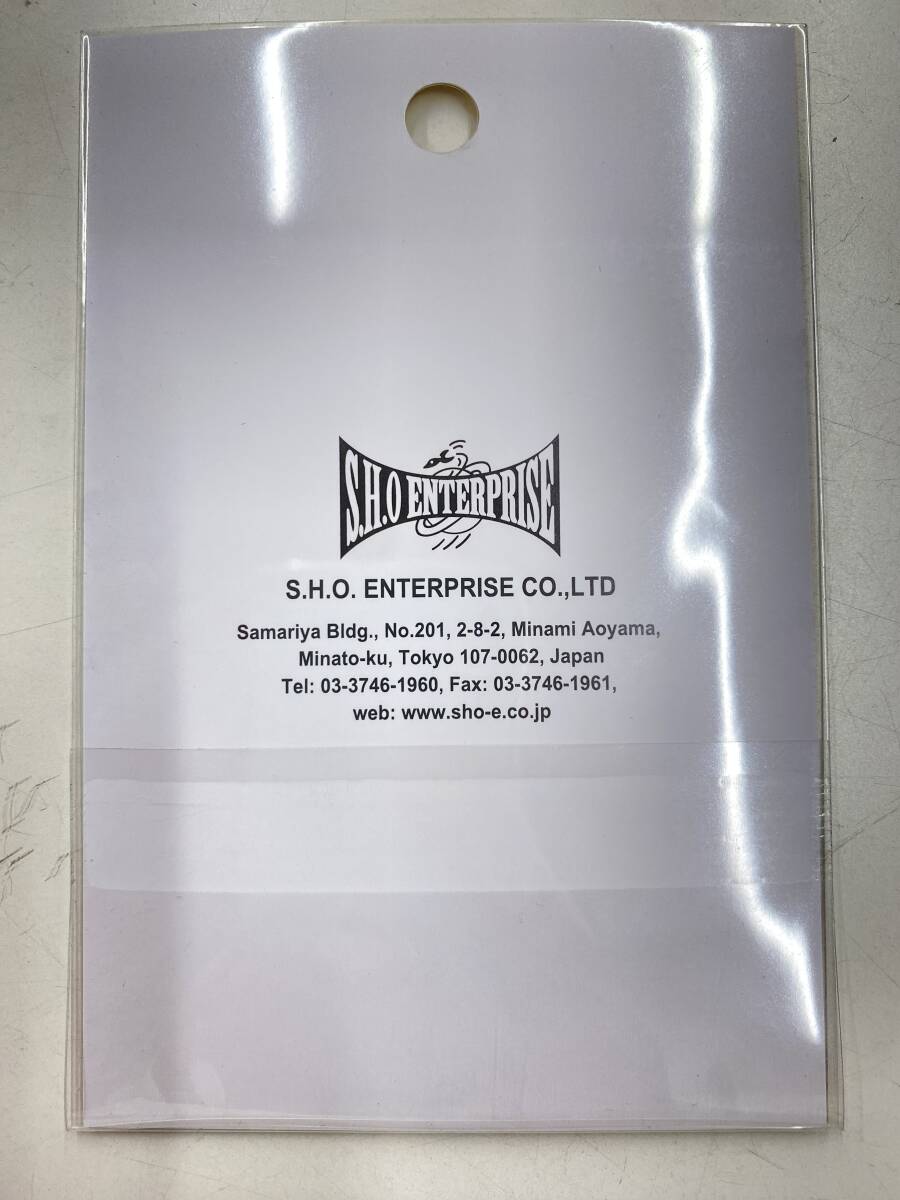 S.H.O ENTERPRISE
S.H.O. ENTERPRISE CO.,LTD
Samariya Bldg., No.201, 2-8-2, Minami Aoyama,
Minato-ku, Tokyo 107-0062, Japan
Tel: 03-3746-1960, Fax: 03-3746-1961,
web: www.sho-e.co.jp